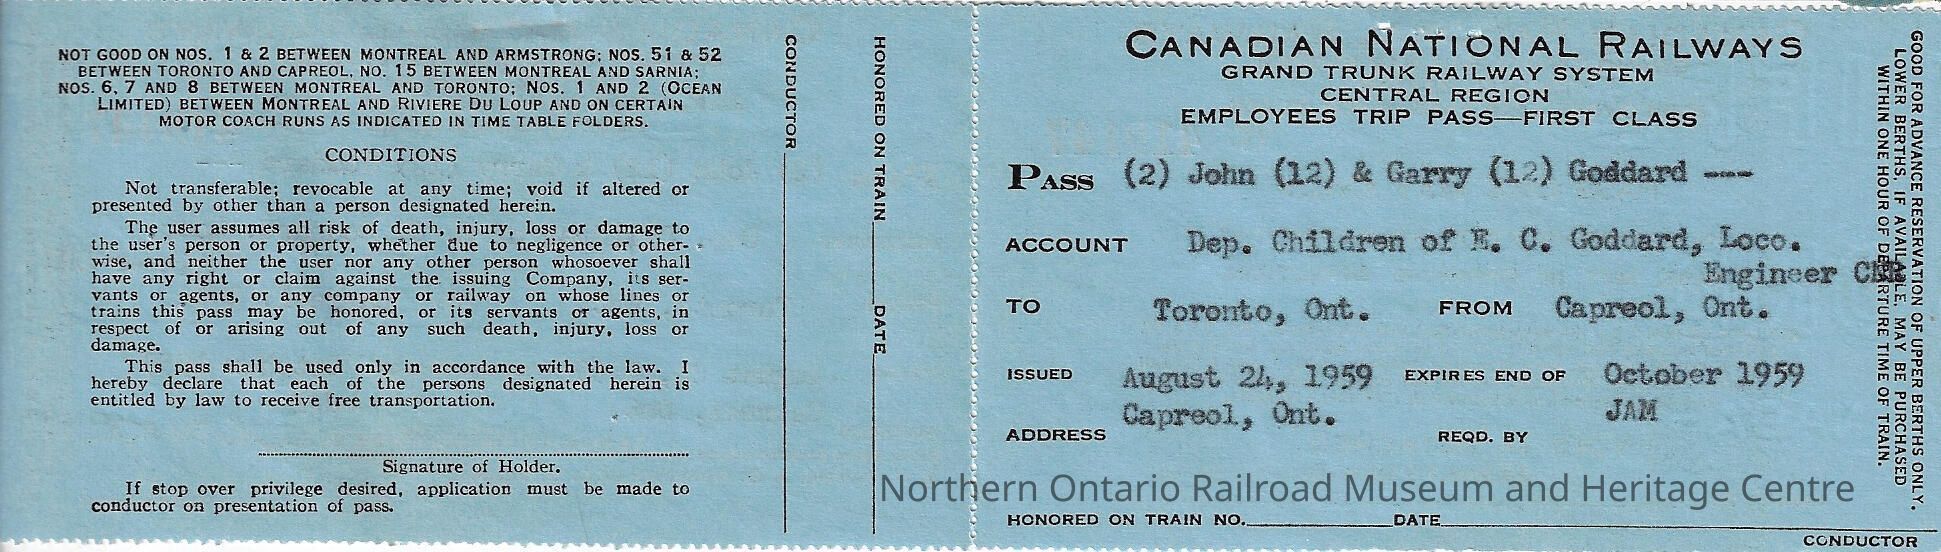 NOT GOOD ON NOS. 1 & 2 BETWEEN MONTREAL AND ARMSTRONG; NOS. 51 & 52
BETWEEN TORONTO AND CAPREOL, NO. 15 BETWEEN MONTREAL AND SARNIA;
NOS. 6, 7 AND 8 BETWEEN MONTREAL AND TORONTO; NOS. 1 AND 2 (OCEAN
LIMITED) BETWEEN MONTREAL AND RIVIERE DU LOUP AND ON CERTAIN
MOTOR COACH RUNS AS INDICATED IN TIME TABLE FOLDERS.
CONDITIONS
Not transferable; revocable at any time; void if altered or
presented by other than a person designated herein.
The user assumes all risk of death, injury, loss or damage to
the user's person or property, whether due to negligence or other-
wise, and neither the user nor any other person whosoever shall
have any right or claim against the issuing Company, its ser-
vants or agents, or any company or railway on whose lines or
trains this pass may be honored, or its servants or agents, in
respect of or arising out of any such death, injury, loss or
damage.
This pass shall be used only in accordance with the law. I
hereby declare that each of the persons designated herein is
entitled by law to receive free transportation.
Signature of Holder.
If stop over privilege desired, application must be made to
conductor on presentation of pass.
CONDUCTOR
HONORED ON TRAIN DATE
CANADIAN NATIONAL RAILWAYS
GRAND TRUNK RAILWAY SYSTEM
CENTRAL REGION
EMPLOYEES TRIP PASS—FIRST CLASS
PASS (2) John (12) & Garry (12) Goddard ---
ACCOUNT Dep. Children of E. C. Goddard, Loco.
Engineer CNR
TO Toronto, Ont. FROM Capreol, Ont.
ISSUED August 24, 1959 EXPIRES END OF October 1959
ADDRESS Capreol, Ont. REQD. BY JAM
Northern Ontario Railroad Museum and Heritage Centre
HONORED ON TRAIN NO. DATE
CONDUCTOR
GOOD FOR ADVANCE RESERVATION OF UPPER BERTHS ONLY.
LOWER BERTHS, IF AVAILABLE, MAY BE PURCHASED
WITHIN ONE HOUR OF DEPARTURE TIME OF TRAIN.